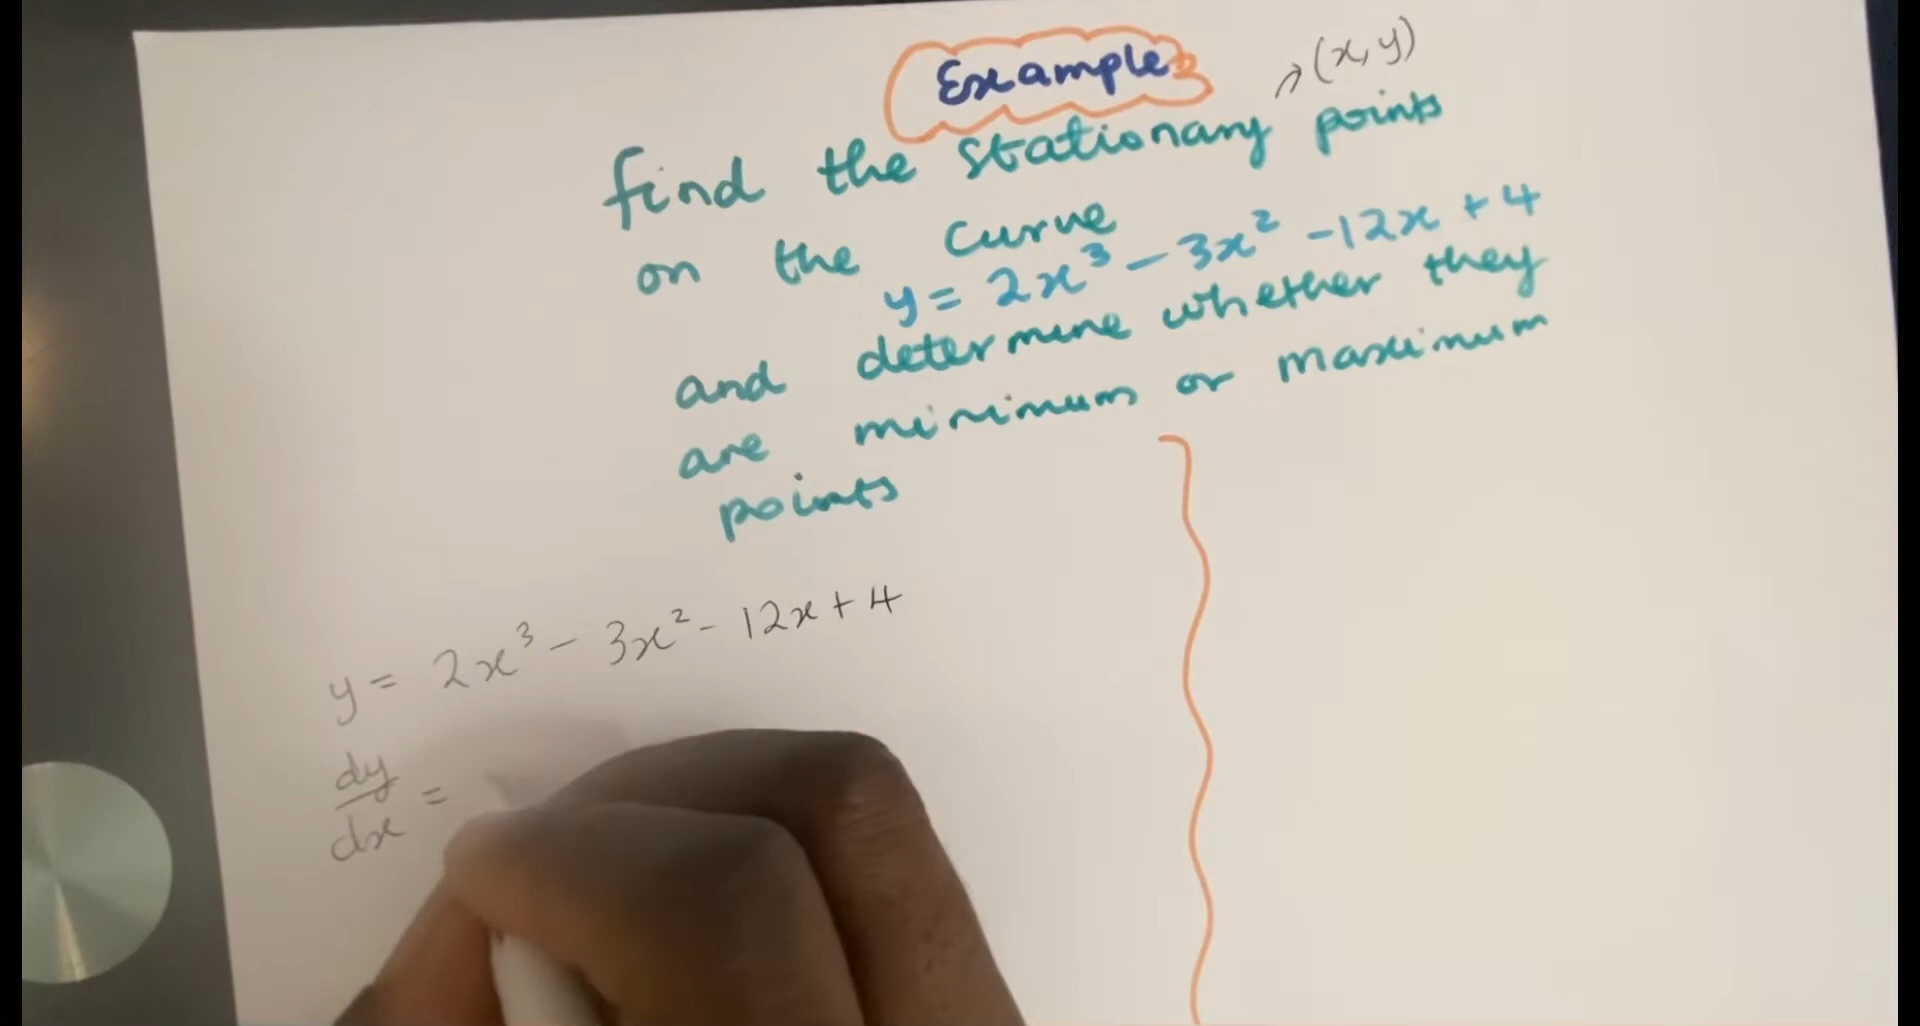 Example
→(x, y)
find the stationary points
on the curve
y = 2x³ - 3x² - 12x + 4
and determine whether they
are minimum or maximum
points
y = 2x³ - 3x² - 12x + 4
dy/dx =